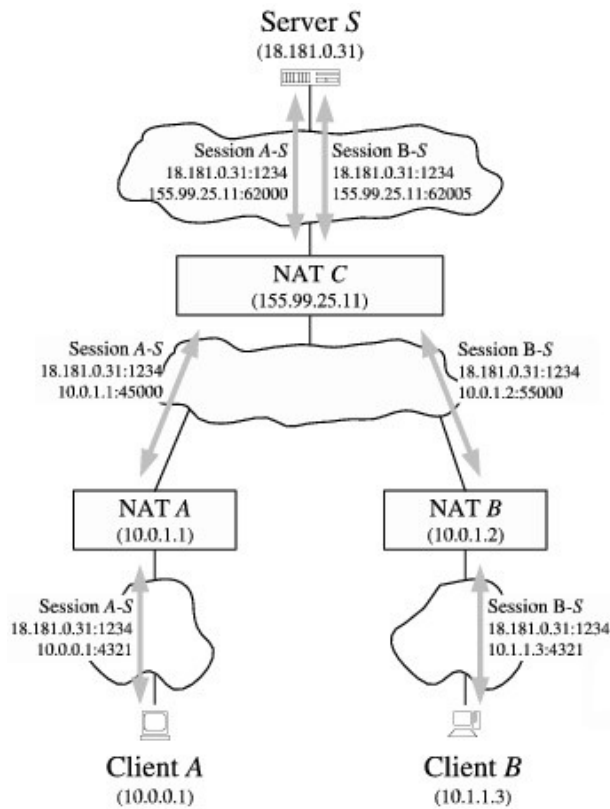 Server S
(18.181.0.31)
Session A-S
18.181.0.31:1234
155.99.25.11:62000
Session B-S
18.181.0.31:1234
155.99.25.11:62005
NAT C
(155.99.25.11)
Session A-S
18.181.0.31:1234
10.0.1.1:45000
Session B-S
18.181.0.31:1234
10.0.1.2:55000
NAT A
(10.0.1.1)
NAT B
(10.0.1.2)
Session A-S
18.181.0.31:1234
10.0.0.1:4321
Session B-S
18.181.0.31:1234
10.1.1.3:4321
Client A
(10.0.0.1)
Client B
(10.1.1.3)